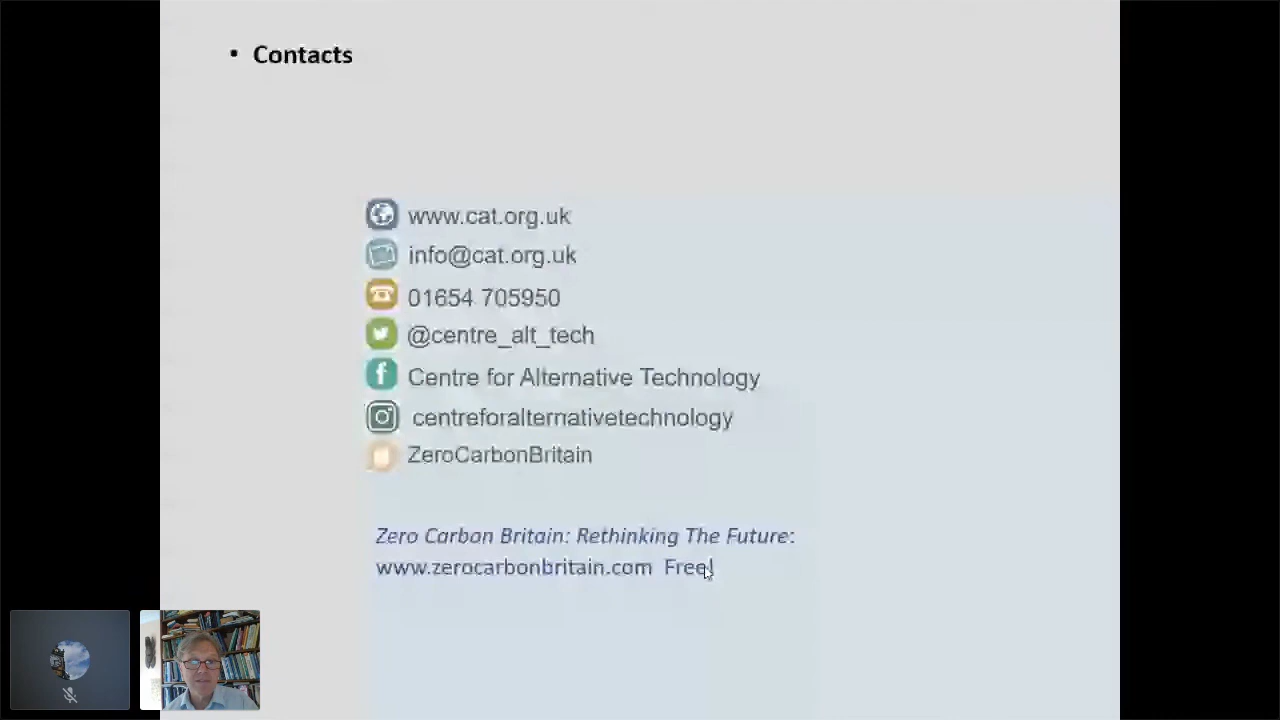 • Contacts
www.cat.org.uk
info@cat.org.uk
01654 705950
@centre_alt_tech
Centre for Alternative Technology
centreforalternativetechnology
ZeroCarbonBritain
Zero Carbon Britain: Rethinking The Future:
www.zerocarbonbritain.com Free!